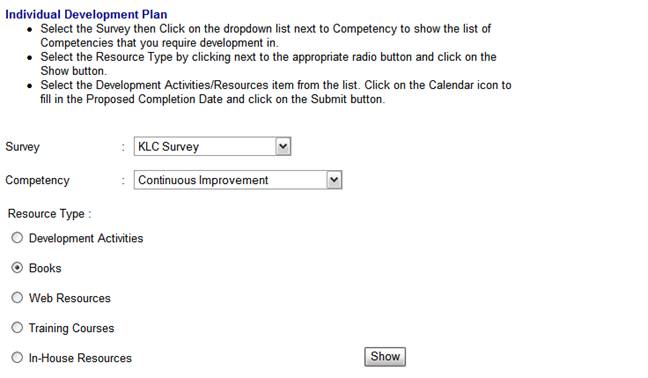 Individual Development Plan
• Select the Survey then Click on the dropdown list next to Competency to show the list of
Competencies that you require development in.
• Select the Resource Type by clicking next to the appropriate radio button and click on the
Show button.
• Select the Development Activities/Resources item from the list. Click on the Calendar icon to
fill in the Proposed Completion Date and click on the Submit button.
Survey : KLC Survey
Competency : Continuous Improvement
Resource Type :
Development Activities
Books
Web Resources
Training Courses
In-House Resources Show